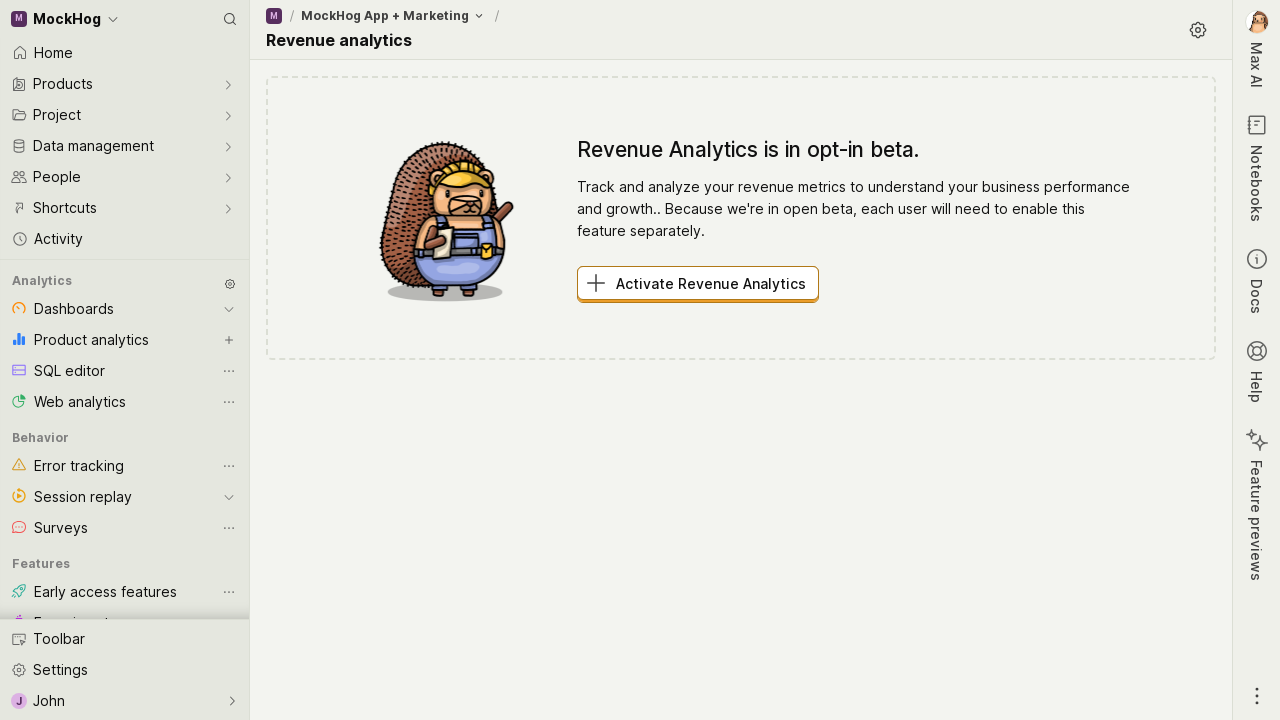 M MockHog
Home
Products
Project
Data management
People
Shortcuts
Activity
Analytics
Dashboards
Product analytics
SQL editor
Web analytics
Behavior
Error tracking
Session replay
Surveys
Features
Early access features
Toolbar
Settings
J John
M / MockHog App + Marketing /
Revenue analytics
Revenue Analytics is in opt-in beta.
Track and analyze your revenue metrics to understand your business performance
and growth.. Because we're in open beta, each user will need to enable this
feature separately.
Activate Revenue Analytics
Max AI
Notebooks
Docs
Help
Feature previews